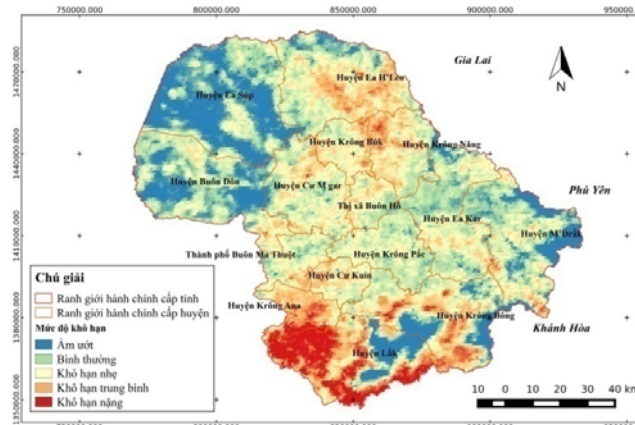 750000.000 800000.000 850000.000 900000.000 950000
1470000.000
1440000.000
1410000.000
1380000.000
1350000.000
Gia Lai
N
Huyện Ea H'Leo
Huyện Ea Súp
Huyện Krông Búk
Huyện Krông Năng
Huyện Buôn Đôn
Huyện Cư M'gar
Phú Yên
Thị xã Buôn Hồ
Huyện Ea Kar
Huyện M'Drăk
Thành phố Buôn Ma Thuột
Huyện Krông Pắc
Huyện Cư Kuin
Huyện Krông Ana
Huyện Krông Bông
Khánh Hòa
Huyện Lắk
Chú giải
Ranh giới hành chính cấp tỉnh
Ranh giới hành chính cấp huyện
Mức độ khô hạn
Ẩm ướt
Bình thường
Khô hạn nhẹ
Khô hạn trung bình
Khô hạn nặng
10 0 10 20 30 40 km